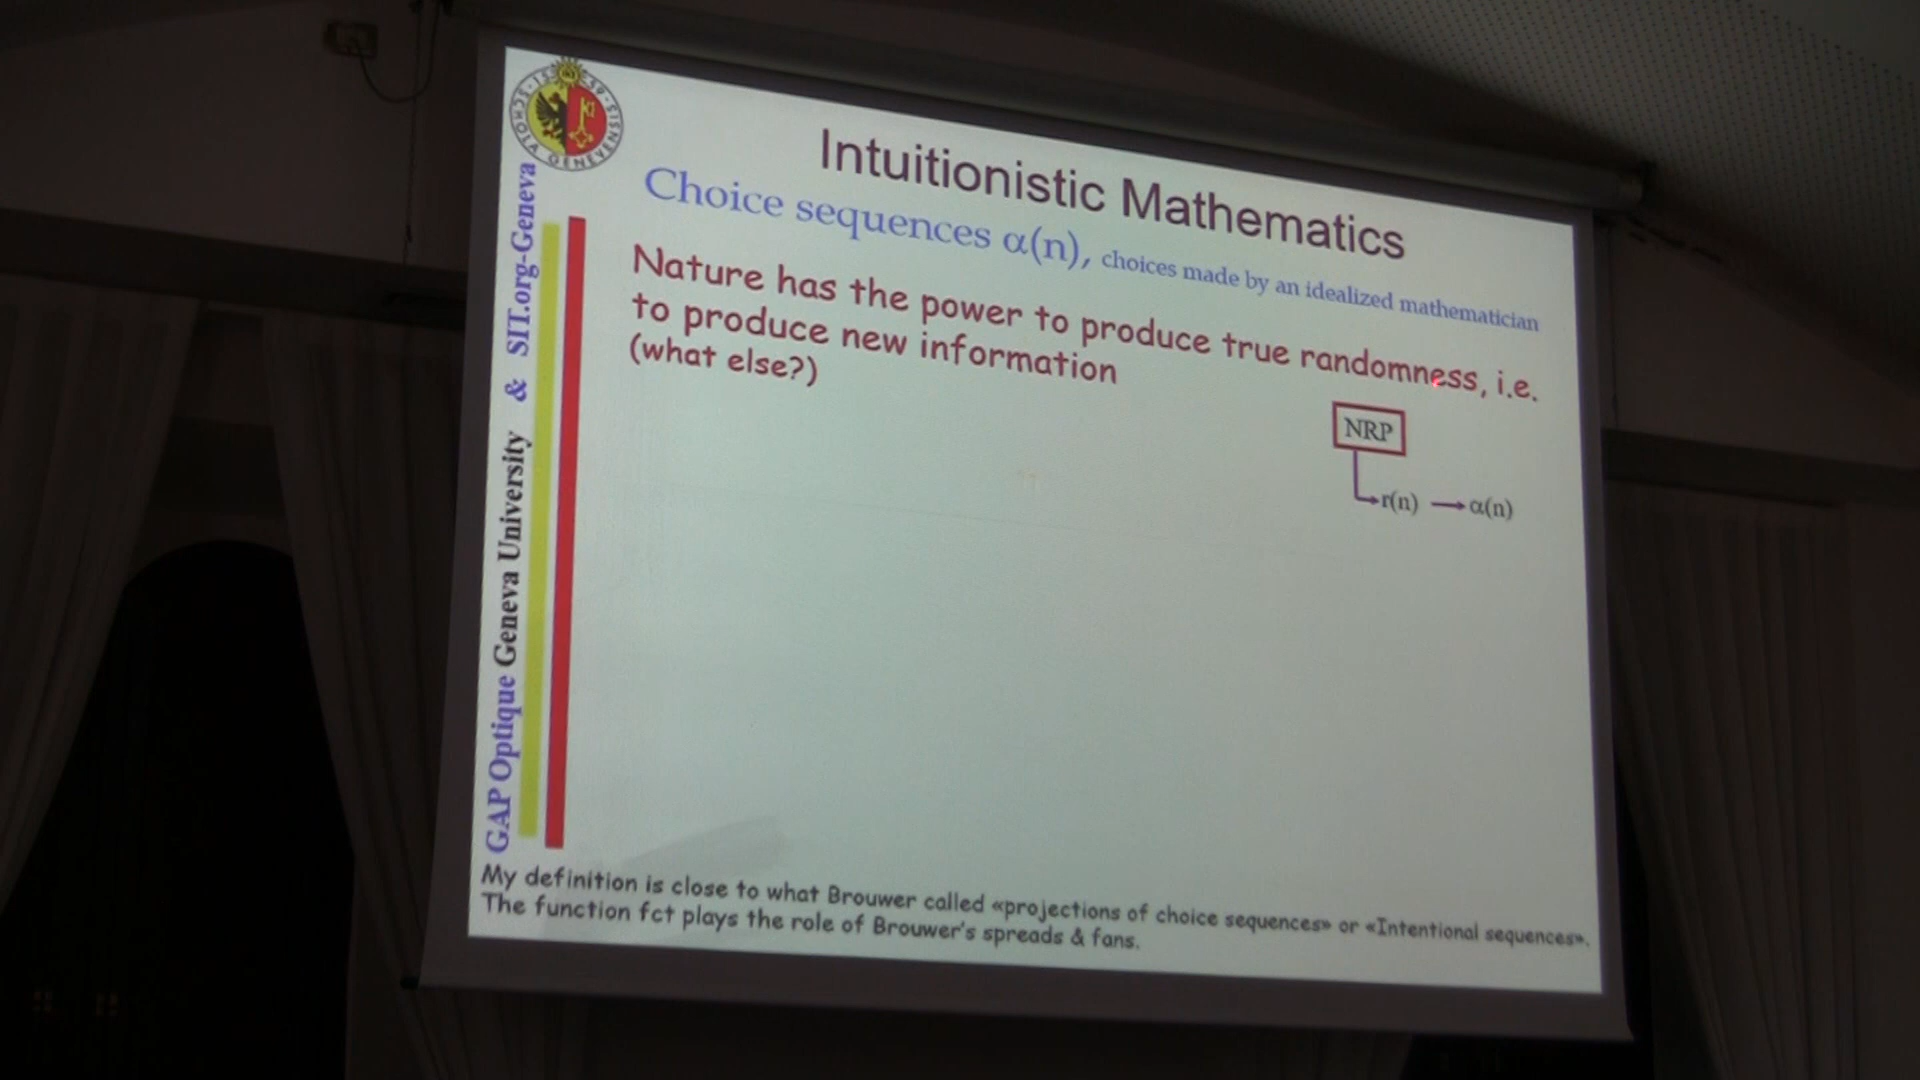 SCHOLA GENEVENSIS · 1559 ·
Intuitionistic Mathematics
Choice sequences α(n), choices made by an idealized mathematician
Nature has the power to produce true randomness, i.e.
to produce new information
(what else?)
NRP
r(n) → α(n)
GAP Optique Geneva University & SIT.org-Geneva
My definition is close to what Brouwer called «projections of choice sequences» or «Intentional sequences».
The function fct plays the role of Brouwer's spreads & fans.